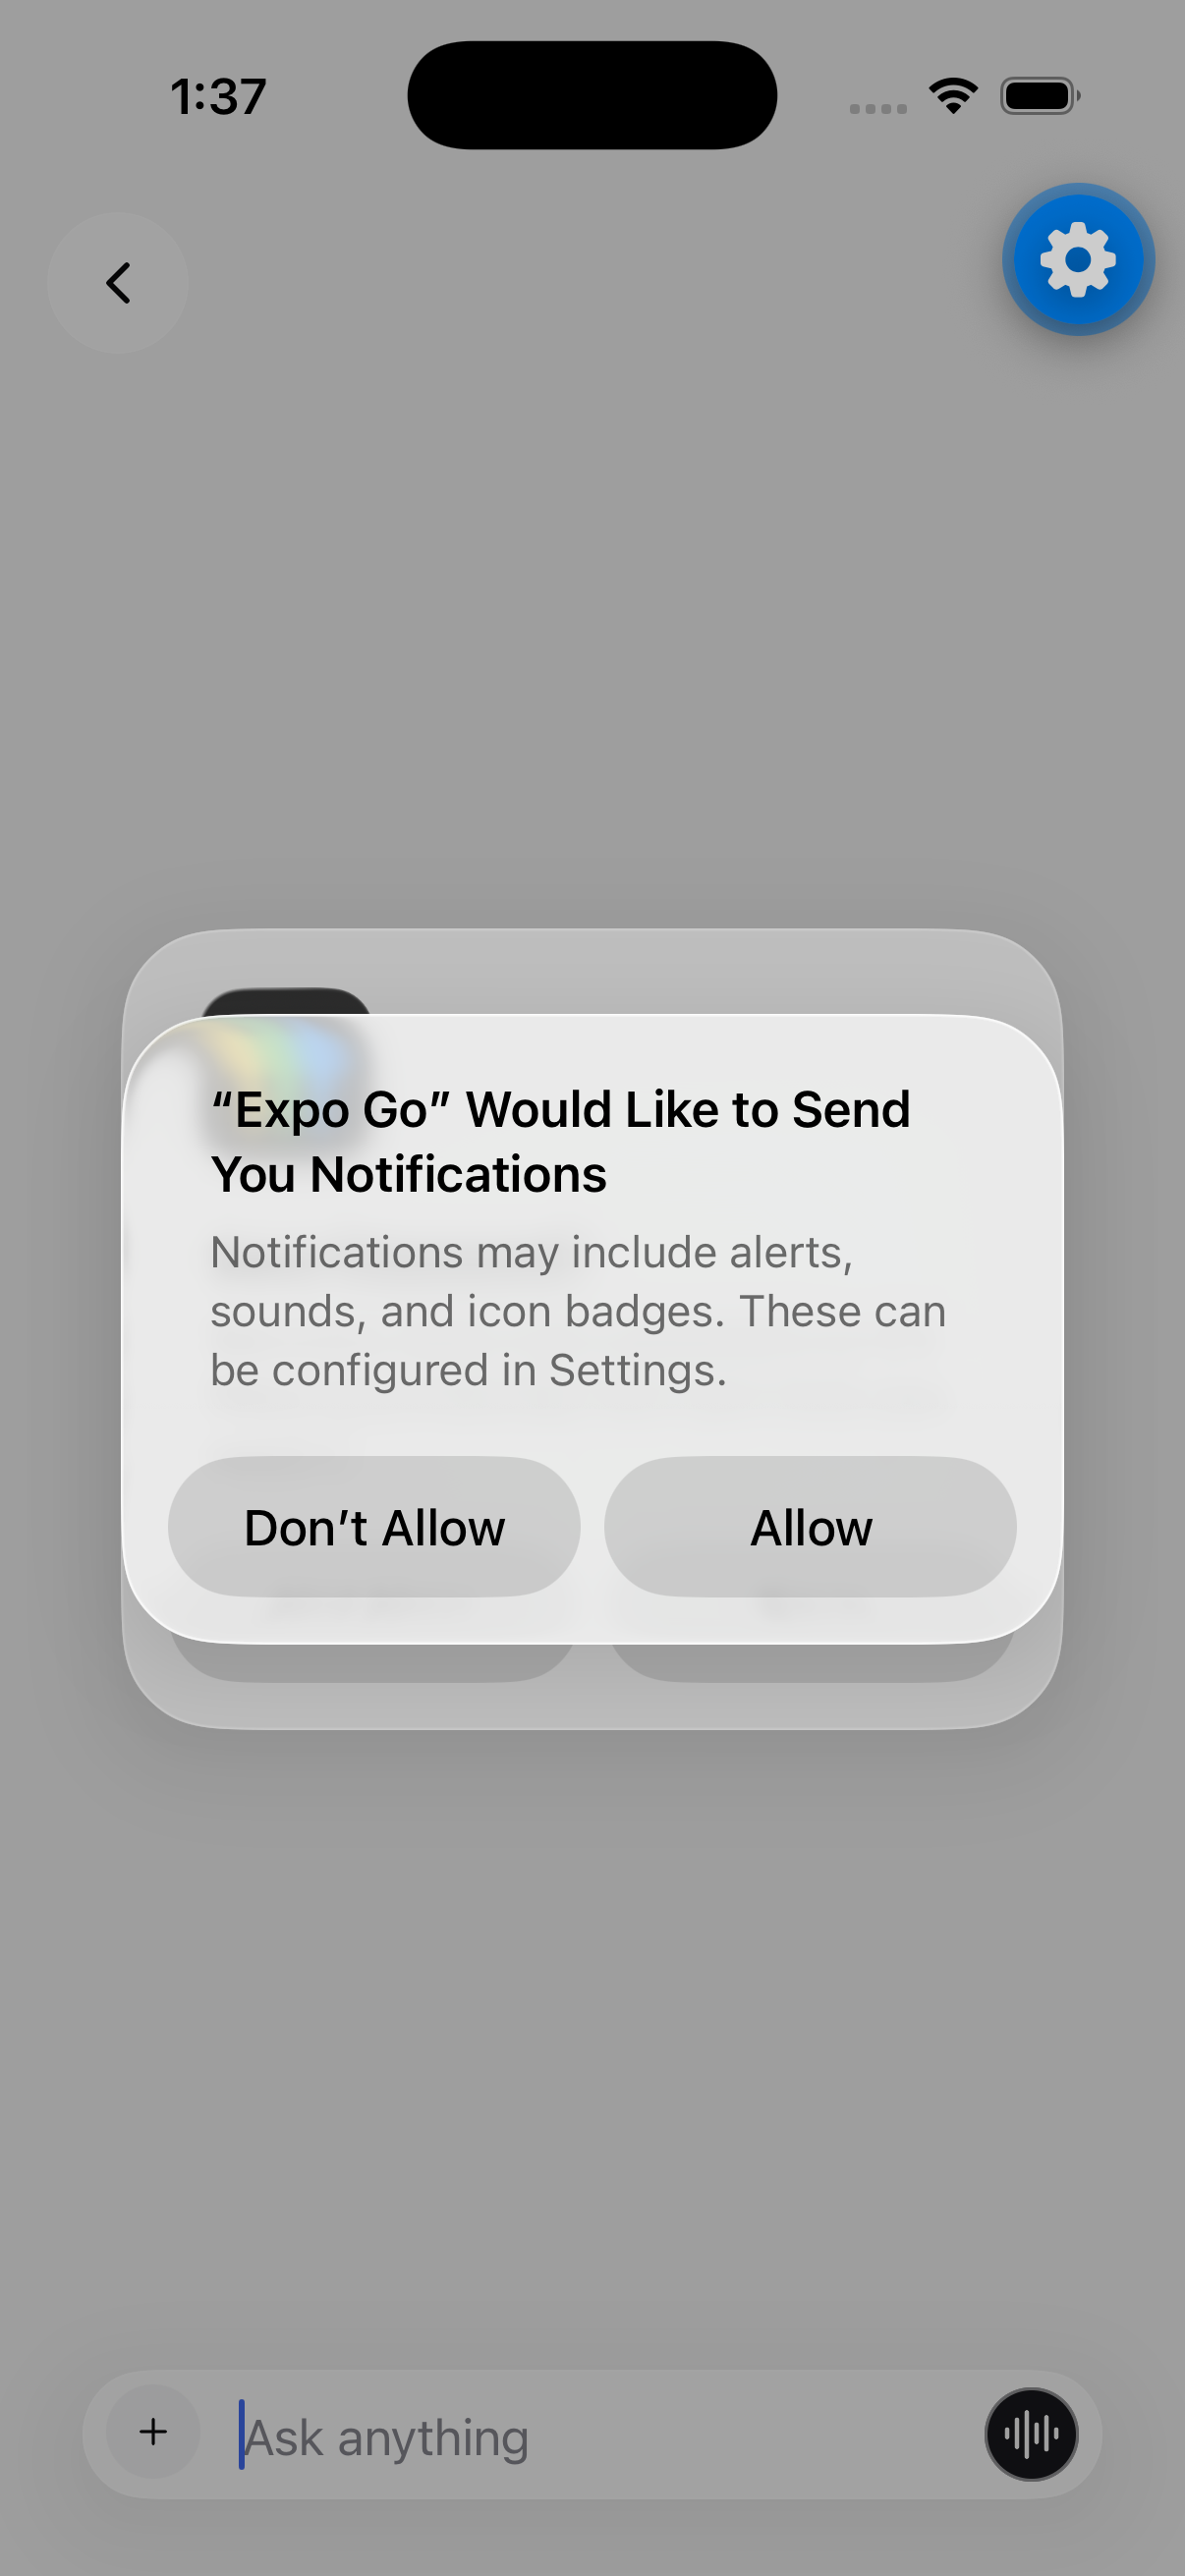 1:37
“Expo Go” Would Like to Send
You Notifications
Notifications may include alerts,
sounds, and icon badges. These can
be configured in Settings.
Don’t Allow
Allow
Ask anything